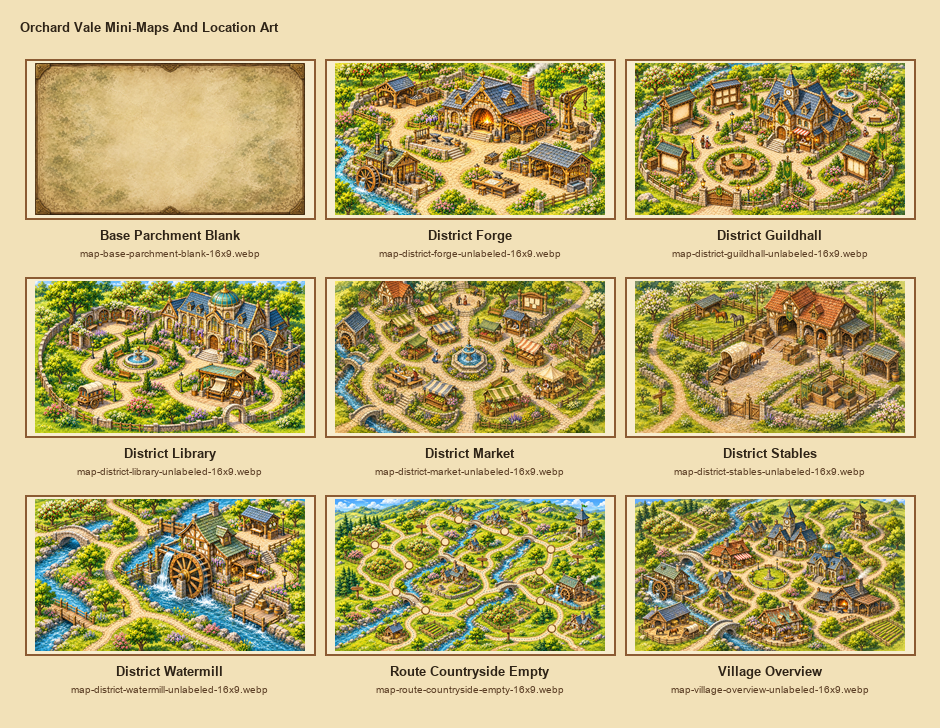 Orchard Vale Mini-Maps And Location Art
Base Parchment Blank
map-base-parchment-blank-16x9.webp
District Forge
map-district-forge-unlabeled-16x9.webp
District Guildhall
map-district-guildhall-unlabeled-16x9.webp
District Library
map-district-library-unlabeled-16x9.webp
District Market
map-district-market-unlabeled-16x9.webp
District Stables
map-district-stables-unlabeled-16x9.webp
District Watermill
map-district-watermill-unlabeled-16x9.webp
Route Countryside Empty
map-route-countryside-empty-16x9.webp
Village Overview
map-village-overview-unlabeled-16x9.webp